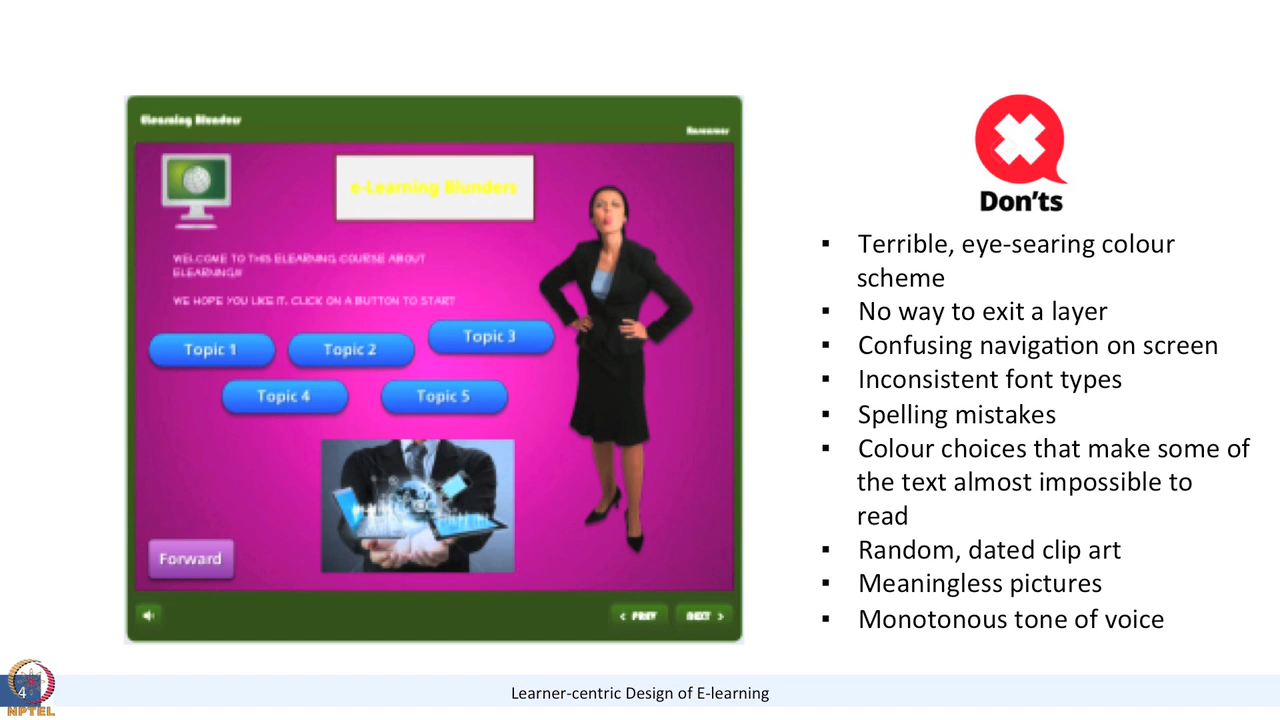 Elearning Blunders
Resources
e-Learning Blunders
WELCOME TO THIS ELEARNING COURSE ABOUT
ELEARNING!!!
WE HOPE YOU LIKE IT. CLICK ON A BUTTON TO START
Topic 1
Topic 2
Topic 3
Topic 4
Topic 5
Forward
< PREV
NEXT >
Don'ts
▪ Terrible, eye-searing colour
scheme
▪ No way to exit a layer
▪ Confusing navigation on screen
▪ Inconsistent font types
▪ Spelling mistakes
▪ Colour choices that make some of
the text almost impossible to
read
▪ Random, dated clip art
▪ Meaningless pictures
▪ Monotonous tone of voice
4
NPTEL
Learner-centric Design of E-learning